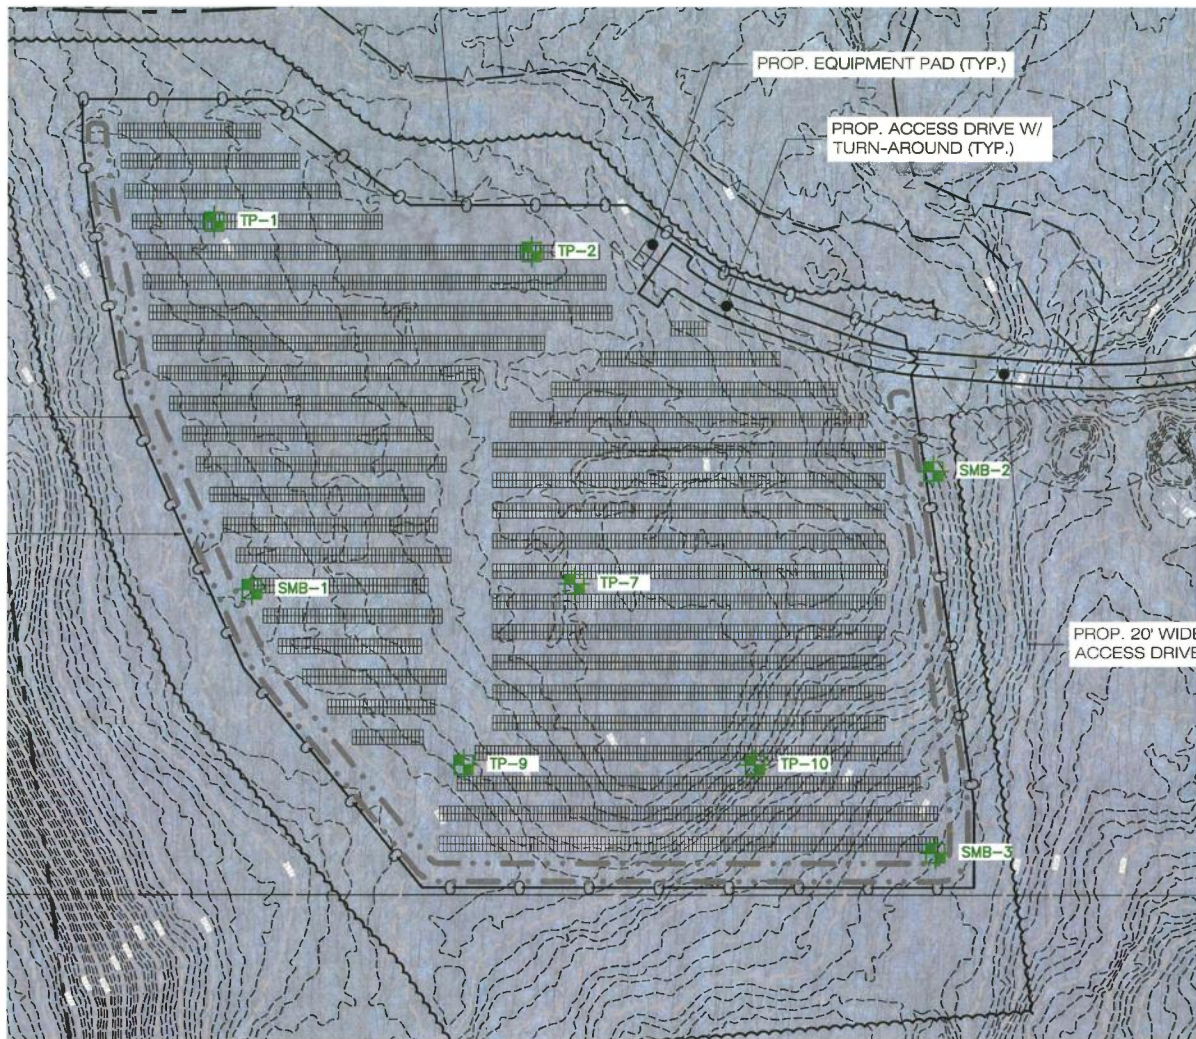 PROP. EQUIPMENT PAD (TYP.)
PROP. ACCESS DRIVE W/
TURN-AROUND (TYP.)
TP-1
TP-2
SMB-2
SMB-1
TP-7
PROP. 20' WIDE
ACCESS DRIVE
TP-9
TP-10
SMB-3